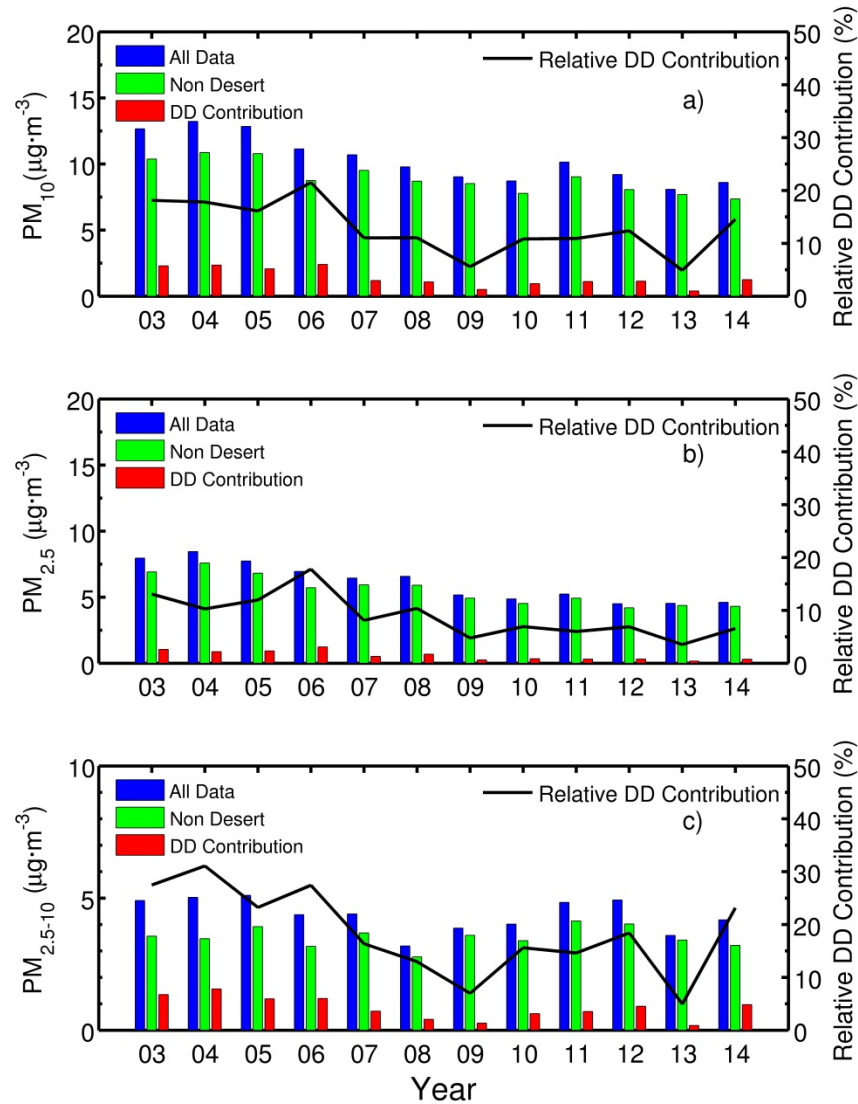 20
15
10
5
0
PM10(μg·m-3)
All Data
Non Desert
DD Contribution
Relative DD Contribution
a)
50
40
30
20
10
0
Relative DD Contribution (%)
03 04 05 06 07 08 09 10 11 12 13 14
20
15
10
5
0
PM2.5 (μg·m-3)
All Data
Non Desert
DD Contribution
Relative DD Contribution
b)
50
40
30
20
10
0
Relative DD Contribution (%)
03 04 05 06 07 08 09 10 11 12 13 14
10
5
0
PM2.5-10 (μg·m-3)
All Data
Non Desert
DD Contribution
Relative DD Contribution
c)
50
40
30
20
10
0
Relative DD Contribution (%)
03 04 05 06 07 08 09 10 11 12 13 14
Year